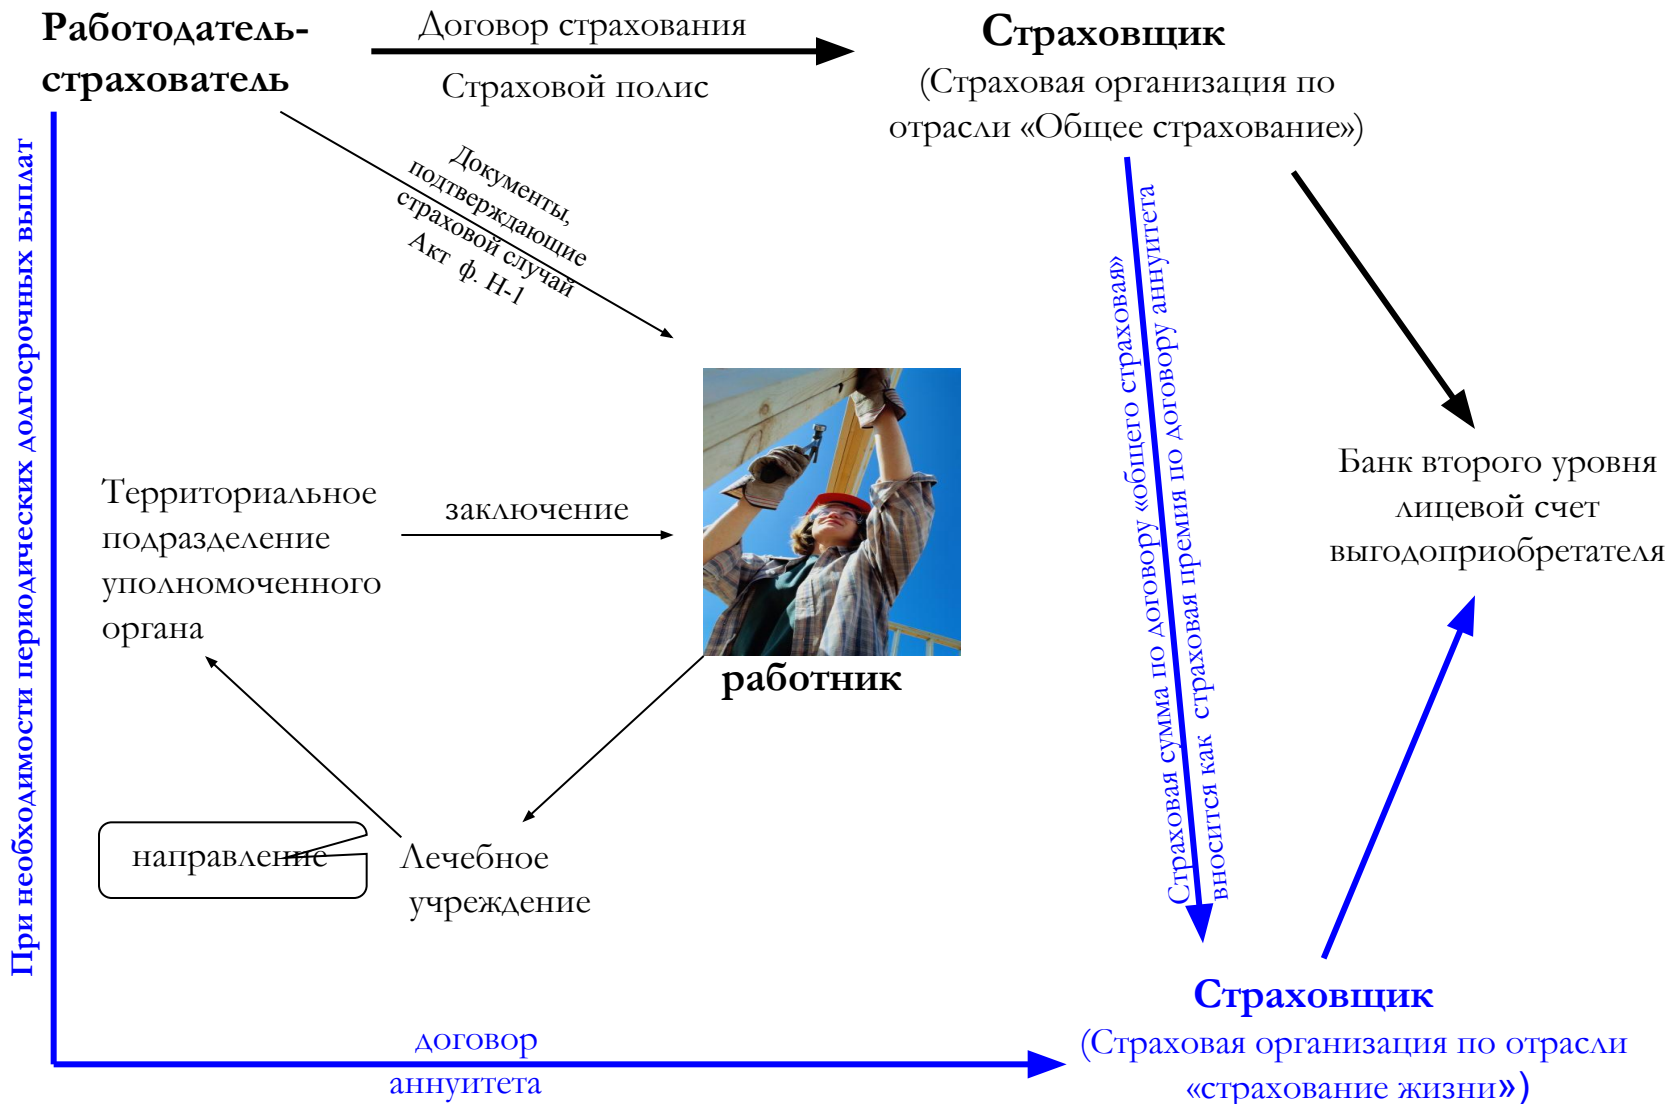 Работодатель-
страхователь
Договор страхования
Страховой полис
Страховщик
(Страховая организация по
отрасли «Общее страхование»)
При необходимости периодических долгосрочных выплат
Документы,
подтверждающие
страховой случай
Акт ф. Н-1
Страховая сумма по договору «общего страховая»
вносится как страховая премия по договору аннуитета
Банк второго уровня
лицевой счет
выгодоприобретателя
Территориальное
подразделение
уполномоченного
органа
заключение
работник
направление
Лечебное
учреждение
Страховщик
(Страховая организация по отрасли
«страхование жизни»)
договор
аннуитета